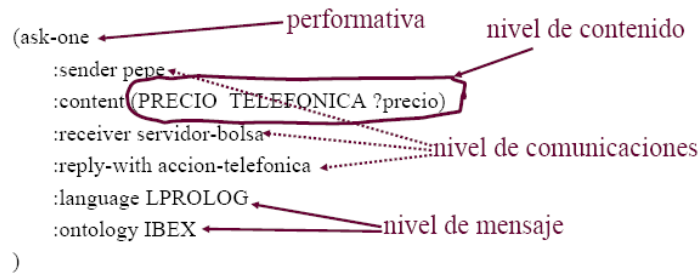 performativa
nivel de contenido
(ask-one
:sender pepe
:content (PRECIO TELEFONICA ?precio)
:receiver servidor-bolsa
nivel de comunicaciones
:reply-with accion-telefonica
:language LPROLOG
nivel de mensaje
:ontology IBEX
)